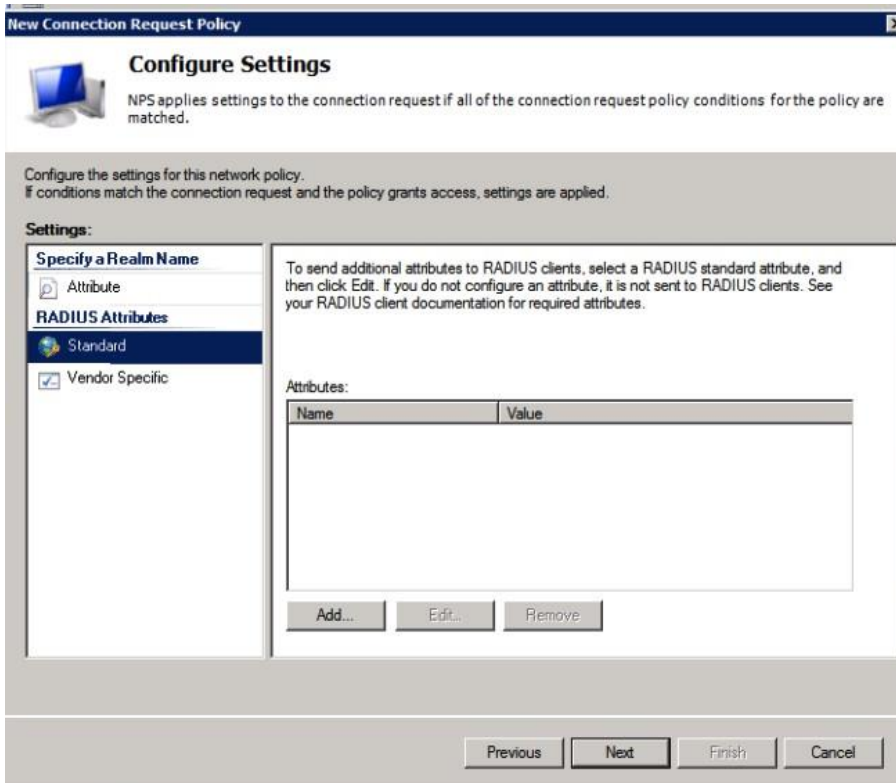 New Connection Request Policy
Configure Settings
NPS applies settings to the connection request if all of the connection request policy conditions for the policy are
matched.
Configure the settings for this network policy.
If conditions match the connection request and the policy grants access, settings are applied.
Settings:
Specify a Realm Name
Attribute
RADIUS Attributes
Standard
Vendor Specific
To send additional attributes to RADIUS clients, select a RADIUS standard attribute, and
then click Edit. If you do not configure an attribute, it is not sent to RADIUS clients. See
your RADIUS client documentation for required attributes.
Attributes:
Name Value
Add... Edit... Remove
Previous Next Finish Cancel